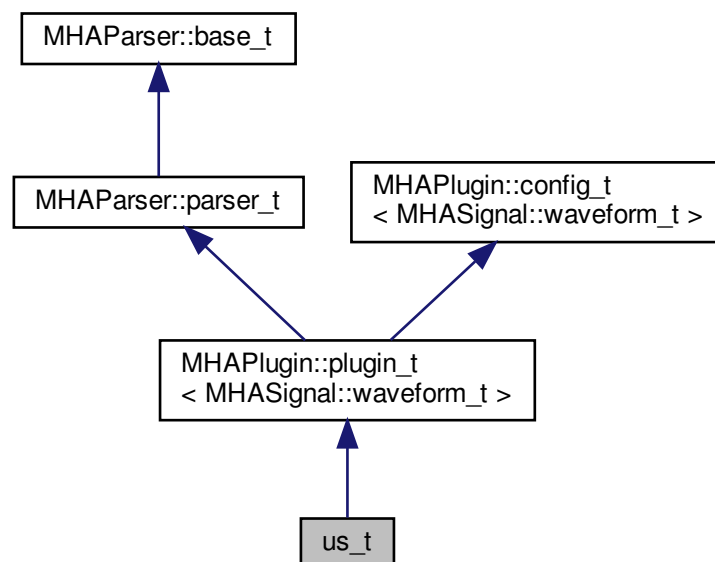 MHAParser::base_t
MHAParser::parser_t
MHAPlugin::config_t
< MHASignal::waveform_t >
MHAPlugin::plugin_t
< MHASignal::waveform_t >
us_t